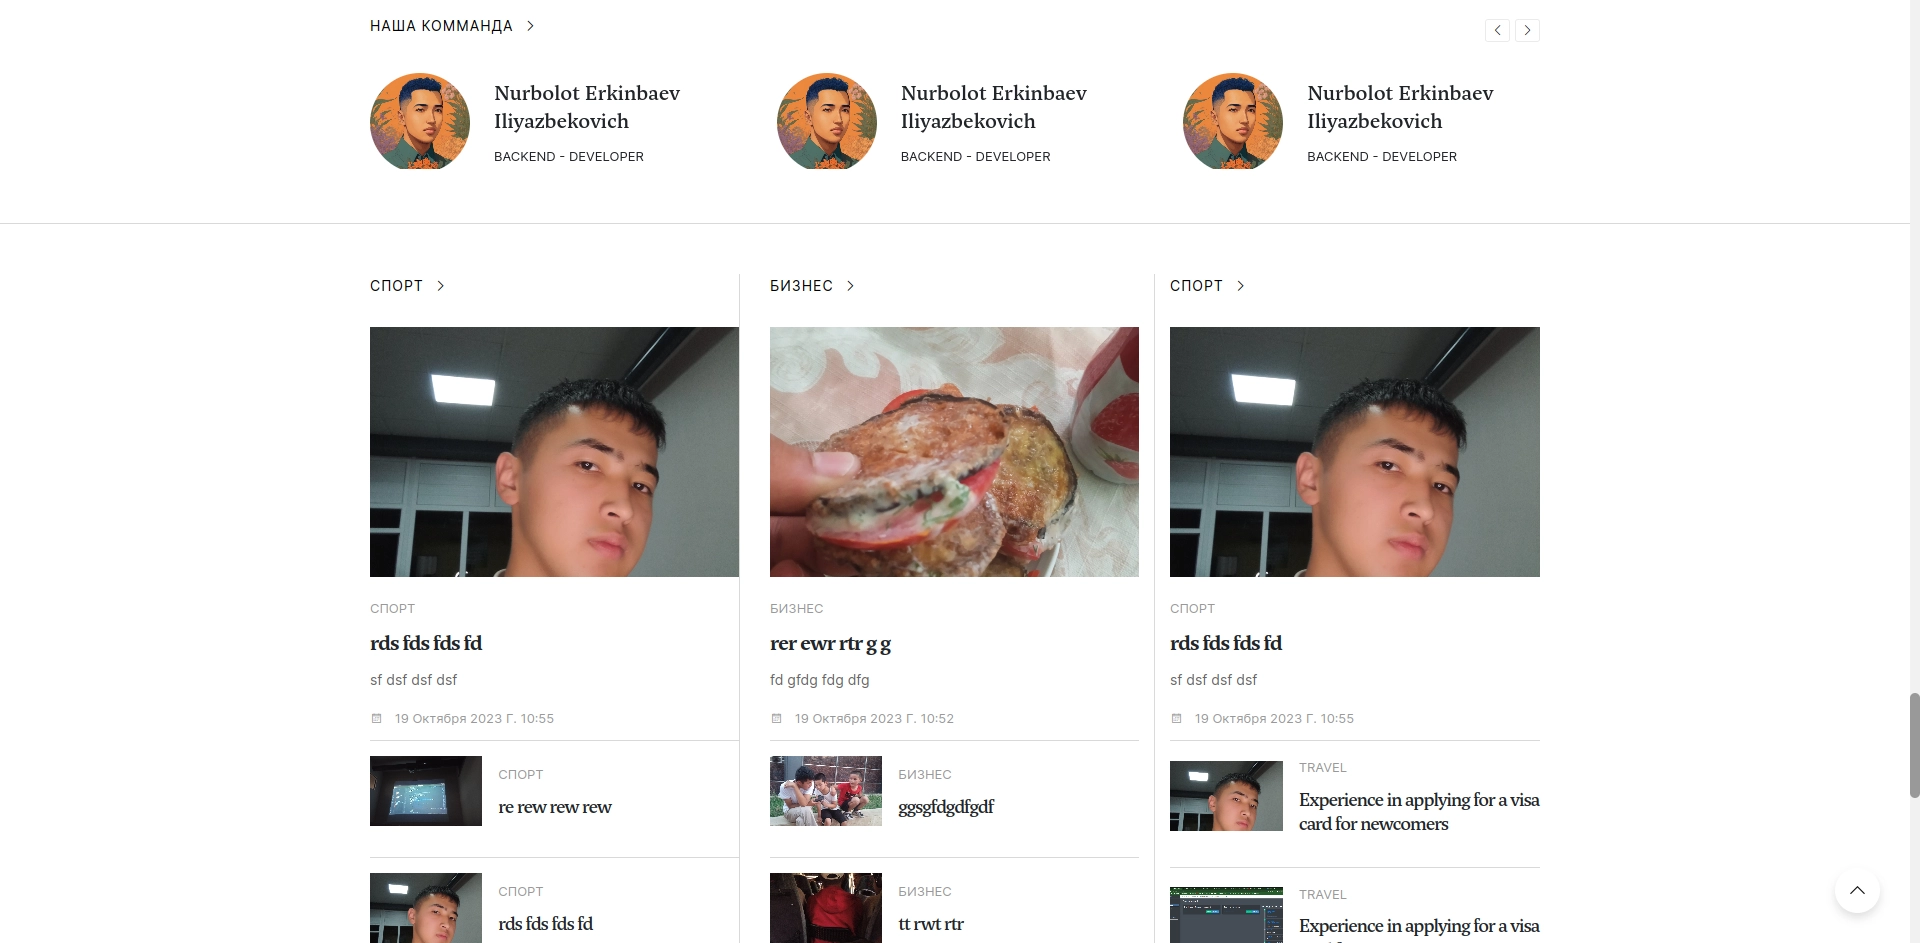 НАША КОММАНДА
Nurbolot Erkinbaev
Iliyazbekovich
BACKEND - DEVELOPER
Nurbolot Erkinbaev
Iliyazbekovich
BACKEND - DEVELOPER
Nurbolot Erkinbaev
Iliyazbekovich
BACKEND - DEVELOPER
СПОРТ
СПОРТ
rds fds fds fd
sf dsf dsf dsf
19 Октября 2023 Г. 10:55
СПОРТ
re rew rew rew
СПОРТ
rds fds fds fd
БИЗНЕС
БИЗНЕС
rer ewr rtr g g
fd gfdg fdg dfg
19 Октября 2023 Г. 10:52
БИЗНЕС
ggsgfdgdfgdf
БИЗНЕС
tt rwt rtr
СПОРТ
СПОРТ
rds fds fds fd
sf dsf dsf dsf
19 Октября 2023 Г. 10:55
TRAVEL
Experience in applying for a visa
card for newcomers
TRAVEL
Experience in applying for a visa